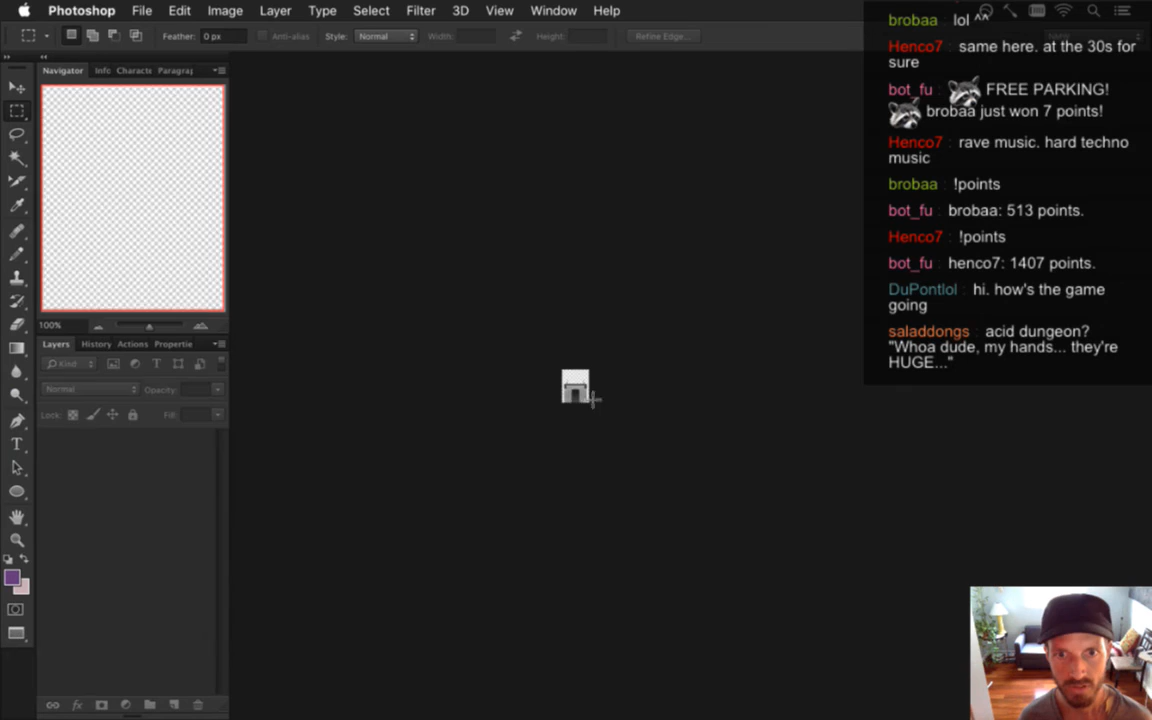 Photoshop File Edit Image Layer Type Select Filter 3D View Window Help
Feather: 0 px Anti-alias Style: Normal Width: Height: Refine Edge...
Navigator Info Characte Paragrap
100%
Layers History Actions Propertie
Kind
Normal Opacity:
Lock: Fill:
brobaa : lol ^^
Henco7 : same here. at the 30s for
sure
bot_fu : FREE PARKING!
brobaa just won 7 points!
Henco7 : rave music. hard techno
music
brobaa : !points
bot_fu : brobaa: 513 points.
Henco7 : !points
bot_fu : henco7: 1407 points.
DuPontlol : hi. how's the game
going
saladdongs : acid dungeon?
"Whoa dude, my hands... they're
HUGE..."